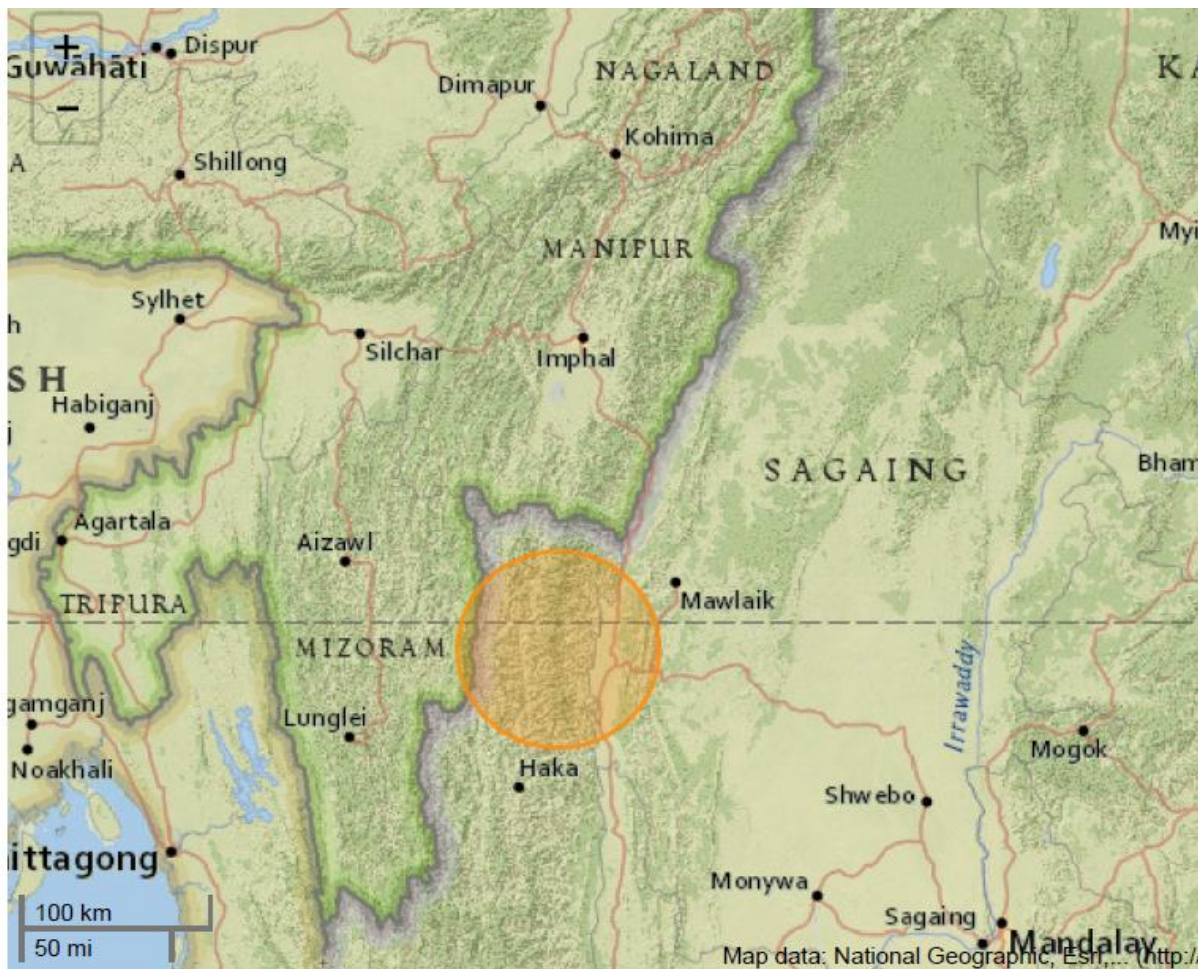 +
Dispur
Guwāhāti
−
NAGALAND
KA
Dimapur
Kohima
A
Shillong
MANIPUR
Myi
Sylhet
h
Silchar
Imphal
SH
Habiganj
j
SAGAING
Bham
Agartala
gdi
Aizawl
Mawlaik
TRIPURA
MIZORAM
gamganj
Lunglei
Noakhali
Irrawaddy
Mogok
Haka
Shwebo
ittagong
Monywa
100 km
Sagaing
50 mi
Mandalay
Map data: National Geographic, Esri,... (http:/